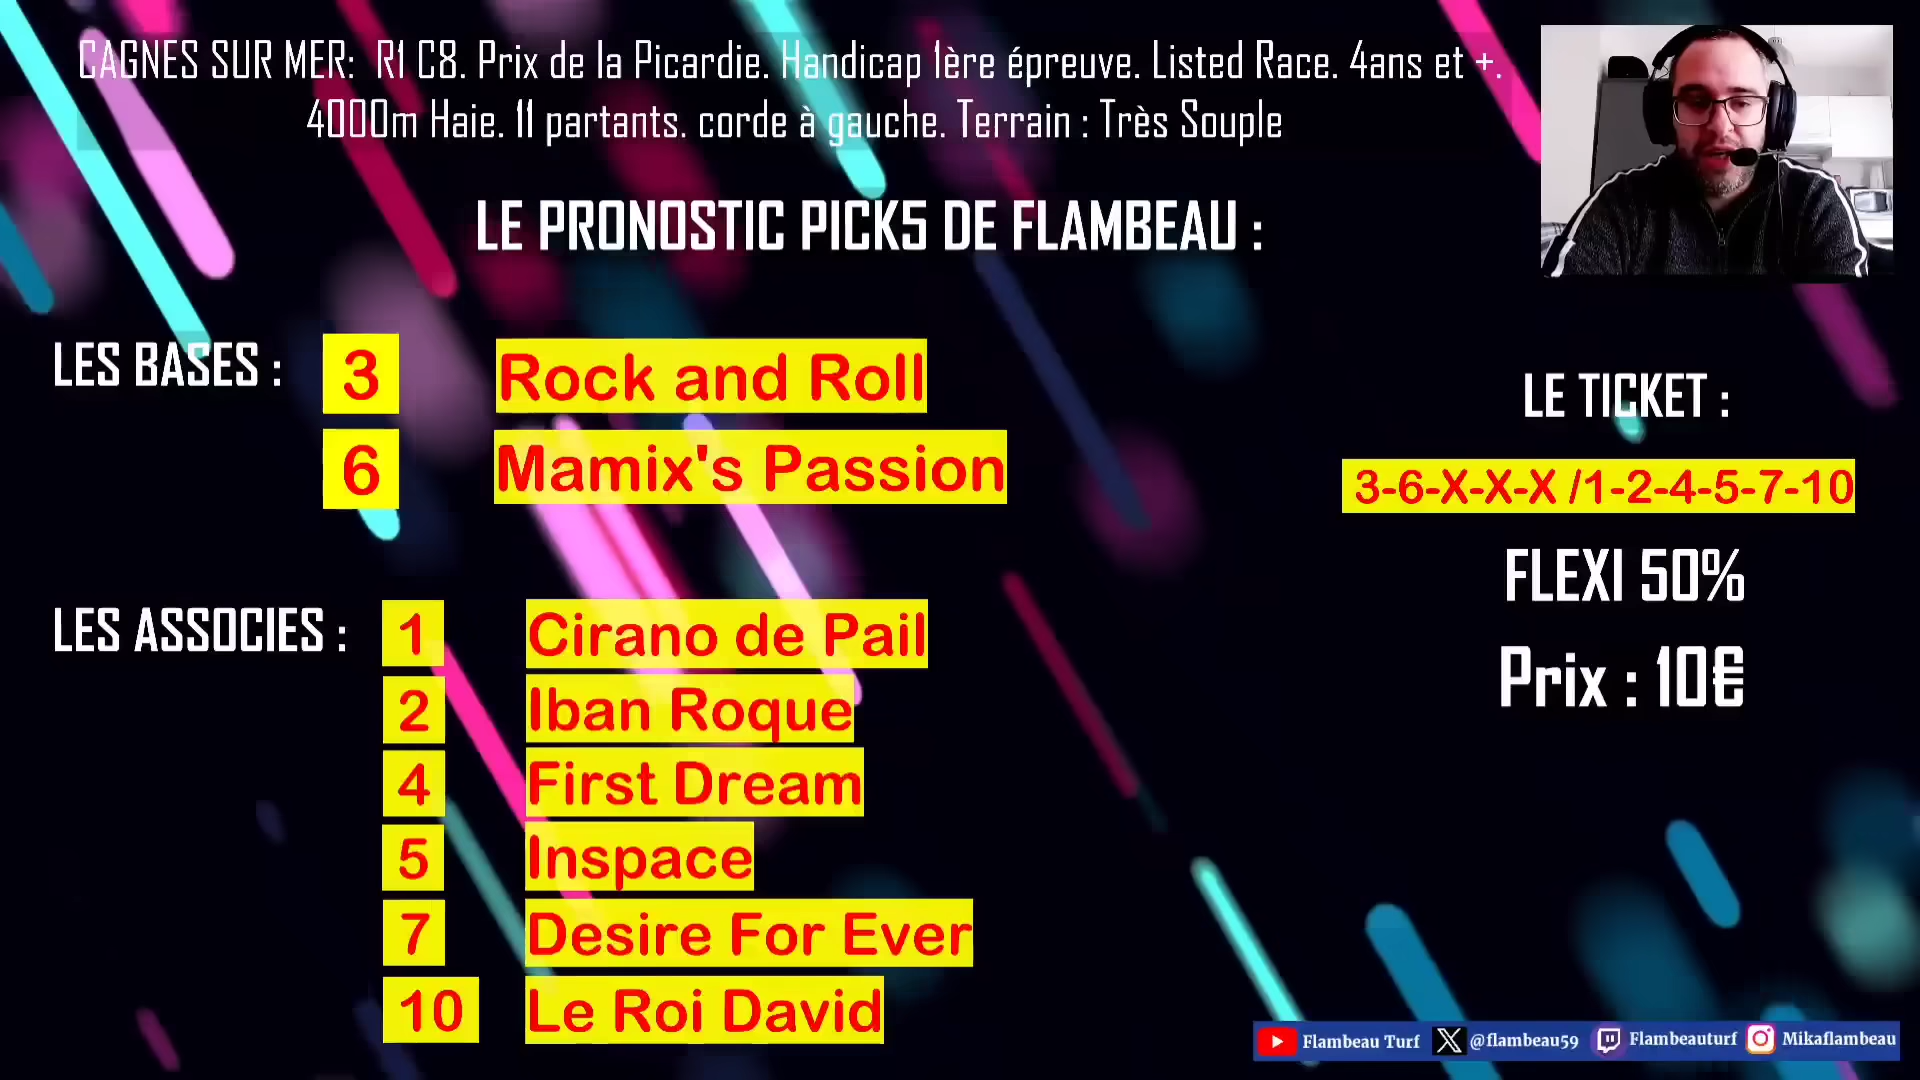 CAGNES SUR MER: R1 C8. Prix de la Picardie. Handicap 1ère épreuve. Listed Race. 4ans et +.
4000m Haie. 11 partants. corde à gauche. Terrain : Très Souple
LE PRONOSTIC PICK5 DE FLAMBEAU :
LES BASES :
3 Rock and Roll
6 Mamix's Passion
LES ASSOCIES :
1 Cirano de Pail
2 Iban Roque
4 First Dream
5 Inspace
7 Desire For Ever
10 Le Roi David
LE TICKET :
3-6-X-X-X /1-2-4-5-7-10
FLEXI 50%
Prix : 10€
Flambeau Turf @flambeau59 Flambeauturf Mikaflambeau